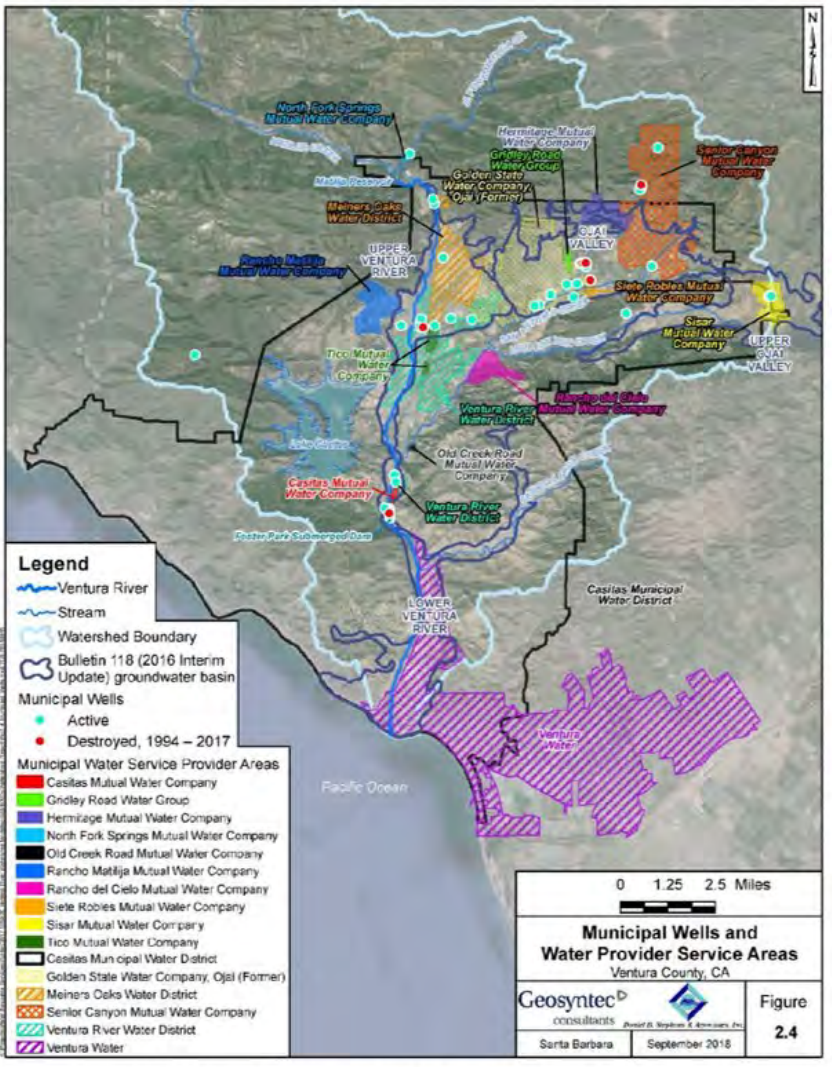 N
North Fork Springs
Mutual Water Company
Matilija Reservoir
Hermitage Mutual
Water Company
Gridley Road
Water Group
Golden State
Water Company,
Ojai (Former)
Senior Canyon
Mutual Water
Company
Meiners Oaks
Water District
UPPER
VENTURA
RIVER
OJAI
VALLEY
Rancho Matilija
Mutual Water Company
Siete Robles Mutual
Water Company
Sisar
Mutual Water
Company
UPPER
OJAI
VALLEY
Tico Mutual
Water
Company
Rancho del Cielo
Mutual Water Company
Ventura River
Water District
Lake Casitas
Old Creek Road
Mutual Water
Company
Casitas Mutual
Water Company
Ventura River
Water District
Foster Park Submerged Dam
Casitas Municipal
Water District
LOWER
VENTURA
RIVER
Ventura
Water
Pacific Ocean
Legend
Ventura River
Stream
Watershed Boundary
Bulletin 118 (2016 Interim
Update) groundwater basin
Municipal Wells
Active
Destroyed, 1994 – 2017
Municipal Water Service Provider Areas
Casitas Mutual Water Company
Gridley Road Water Group
Hermitage Mutual Water Company
North Fork Springs Mutual Water Company
Old Creek Road Mutual Water Company
Rancho Matilija Mutual Water Company
Rancho del Cielo Mutual Water Company
Siete Robles Mutual Water Company
Sisar Mutual Water Company
Tico Mutual Water Company
Casitas Municipal Water District
Golden State Water Company, Ojai (Former)
Meiners Oaks Water District
Senior Canyon Mutual Water Company
Ventura River Water District
Ventura Water
0 1.25 2.5 Miles
Municipal Wells and
Water Provider Service Areas
Ventura County, CA
Geosyntec
consultants
Daniel B. Stephens & Associates, Inc.
Santa Barbara
September 2018
Figure
2.4